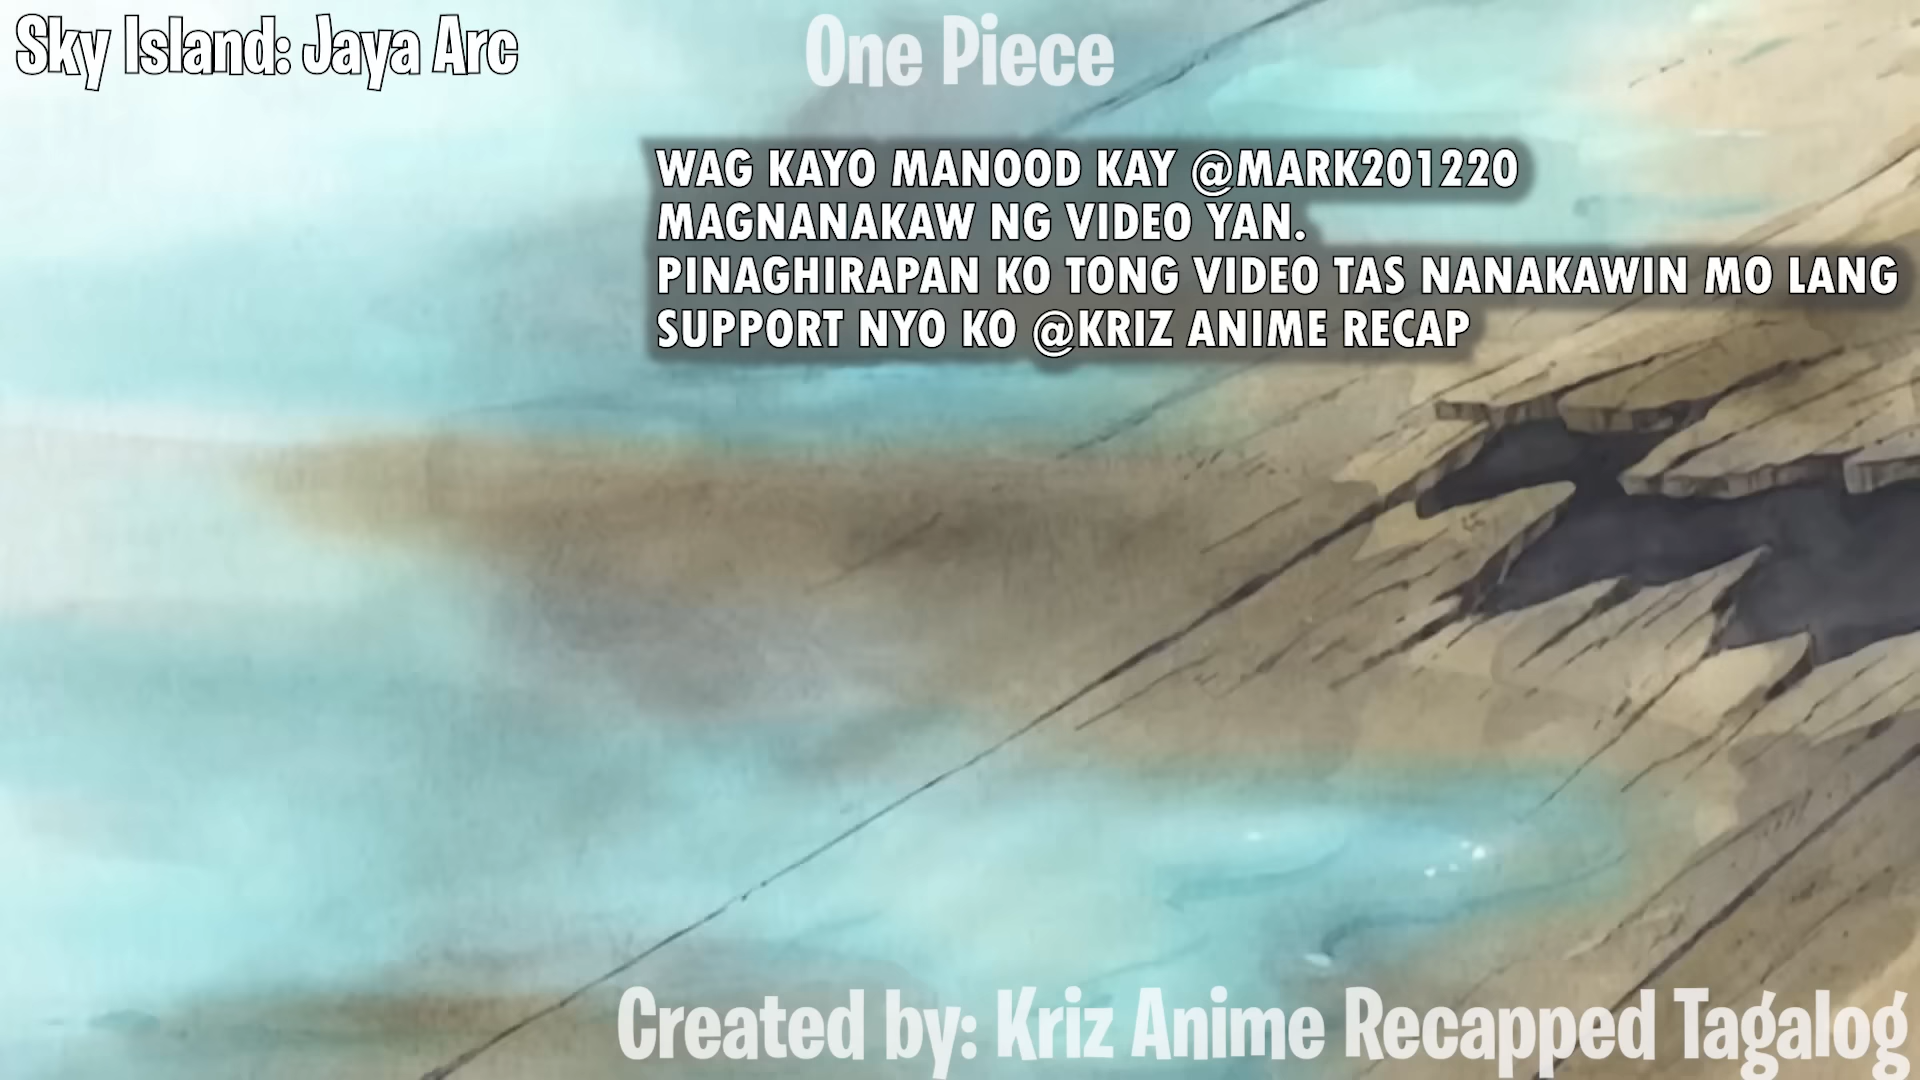 Sky Island: Jaya Arc
One Piece
WAG KAYO MANOOD KAY @MARK201220
MAGNANAKAW NG VIDEO YAN.
PINAGHIRAPAN KO TONG VIDEO TAS NANAKAWIN MO LANG
SUPPORT NYO KO @KRIZ ANIME RECAP
Created by: Kriz Anime Recapped Tagalog